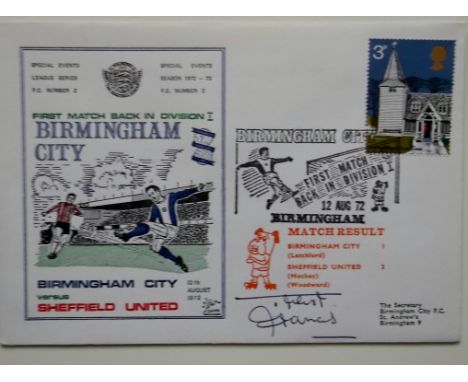 SPECIAL EVENTS
LEAGUE SERIES
F.C. NUMBER 2
SPECIAL EVENTS
SEASON 1972-73
F.C. NUMBER 2
FIRST MATCH BACK IN DIVISION I
BIRMINGHAM
CITY
BIRMINGHAM CITY
versus
SHEFFIELD UNITED
12th
AUGUST
1972
3p
BIRMINGHAM CITY
FIRST MATCH
BACK IN DIVISION I
12 AUG 72
BIRMINGHAM
MATCH RESULT
BIRMINGHAM CITY 1
(Latchford)
SHEFFIELD UNITED 2
(Hockey)
(Woodward)
Francis
The Secretary
Birmingham City F.C.
St. Andrew's
Birmingham 9